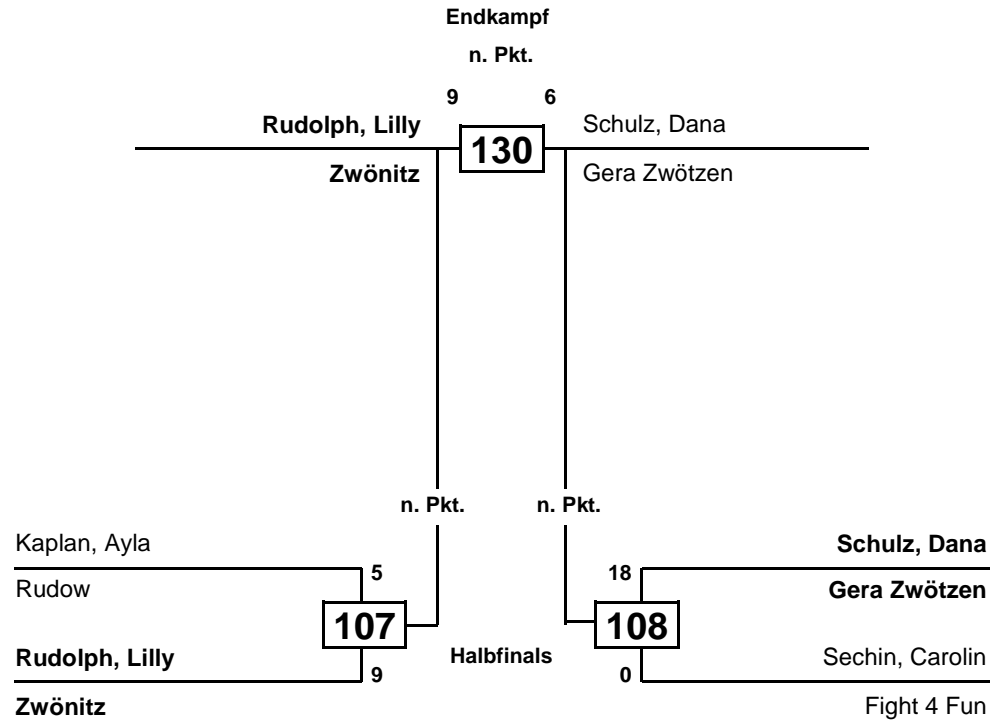 Endkampf
n. Pkt.
9 6
Rudolph, Lilly 130 Schulz, Dana
Zwönitz Gera Zwötzen
n. Pkt. n. Pkt.
Kaplan, Ayla Schulz, Dana
5 18
Rudow Gera Zwötzen
107 108
Rudolph, Lilly Halbfinals Sechin, Carolin
9 0
Zwönitz Fight 4 Fun